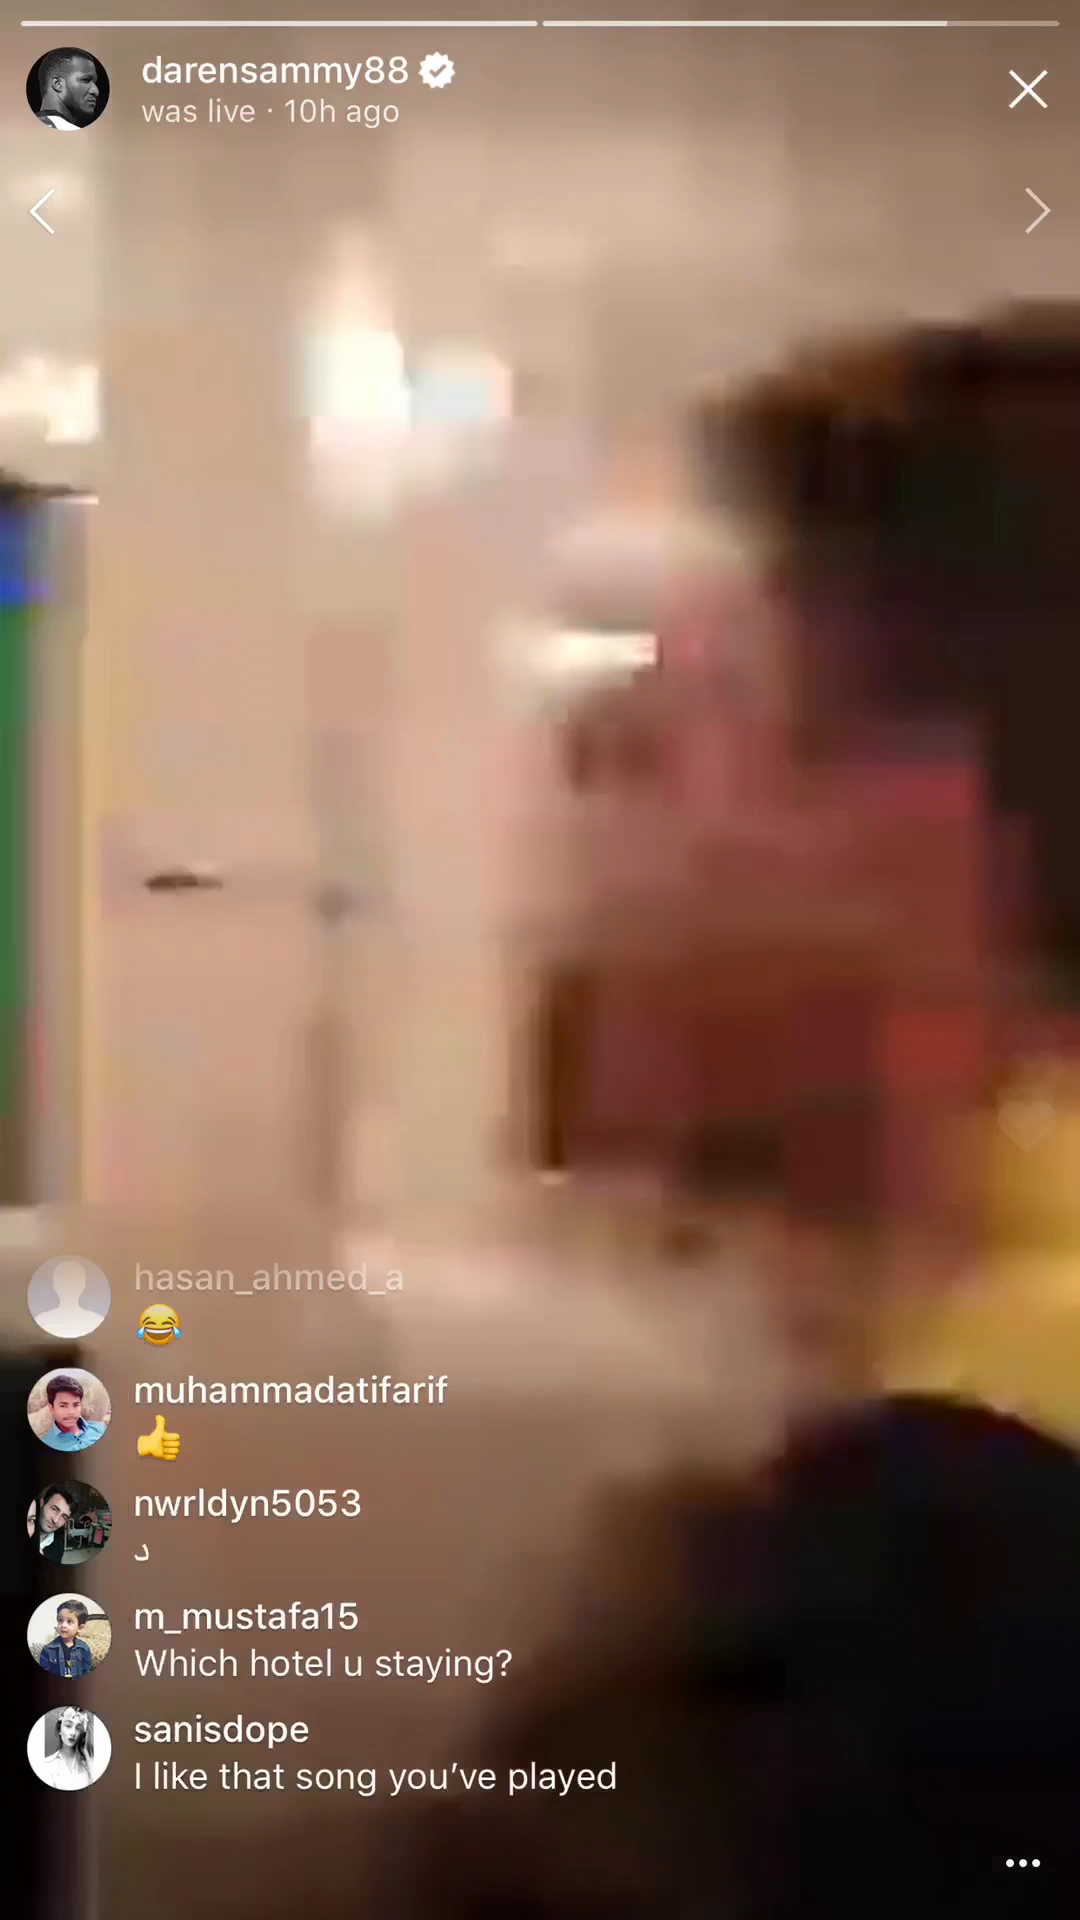 darensammy88
was live · 10h ago
hasan_ahmed_a
😂
muhammadatifarif
👍
nwrldyn5053
د
m_mustafa15
Which hotel u staying?
sanisdope
I like that song you’ve played